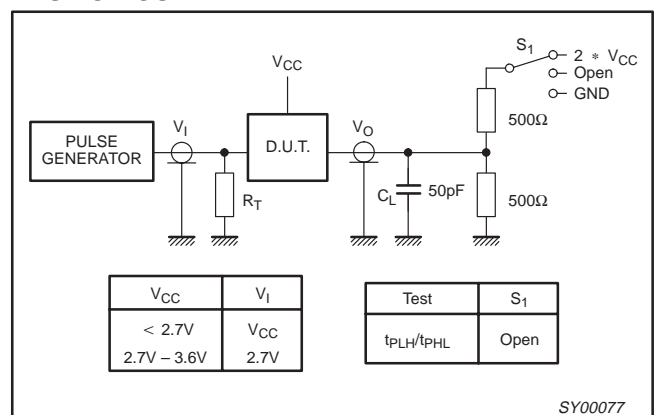 S1
2 * VCC
Open
GND
VCC
500Ω
PULSE
GENERATOR
VI
D.U.T.
VO
RT
CL
50pF
500Ω
VCC VI
< 2.7V VCC
2.7V – 3.6V 2.7V
Test S1
tPLH/tPHL Open
SY00077